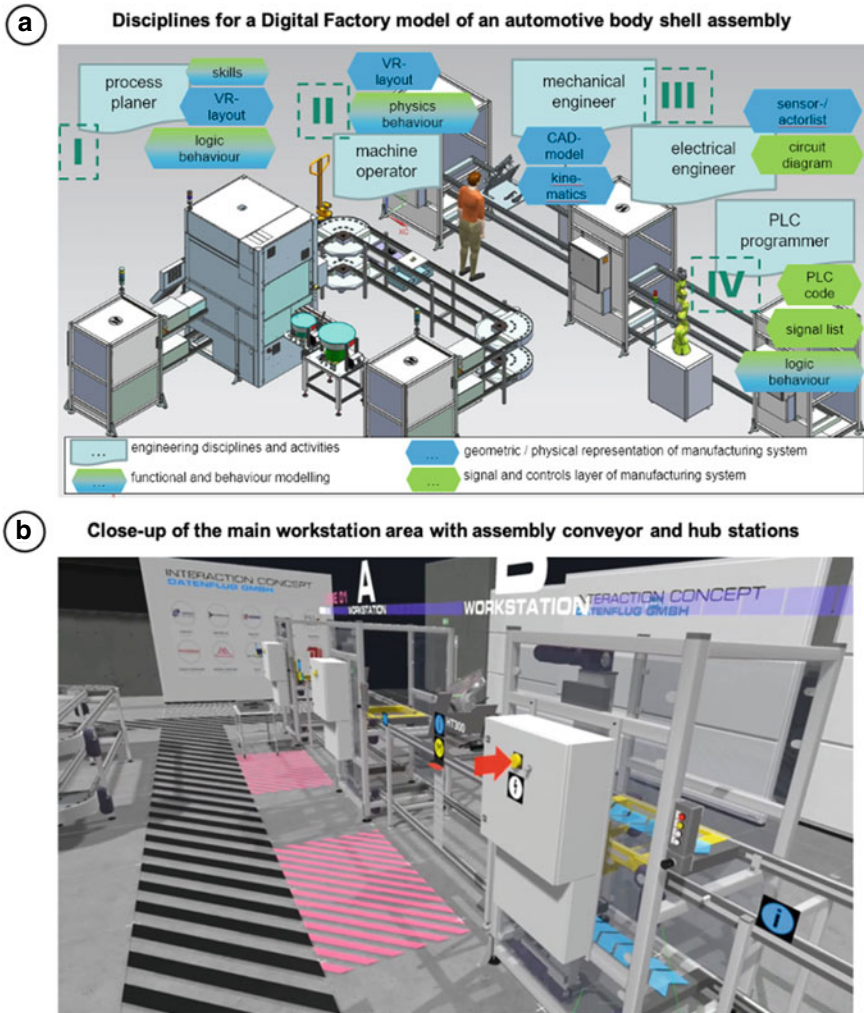 a
Disciplines for a Digital Factory model of an automotive body shell assembly
process
planer
skills
VR-
layout
logic
behaviour
I
VR-
layout
II
physics
behaviour
machine
operator
mechanical
engineer
III
CAD-
model
kine-
matics
electrical
engineer
sensor-/
actorlist
circuit
diagram
PLC
programmer
IV
PLC
code
signal list
logic
behaviour
... engineering disciplines and activities
... geometric / physical representation of manufacturing system
... functional and behaviour modelling
... signal and controls layer of manufacturing system
b
Close-up of the main workstation area with assembly conveyor and hub stations
INTERACTION CONCEPT
DATENFLUG GMBH
01
A
WORKSTATION
B
WORKSTATION
INTERACTION CONCEPT
DATENFLUG GMBH
i
HT300
M
i